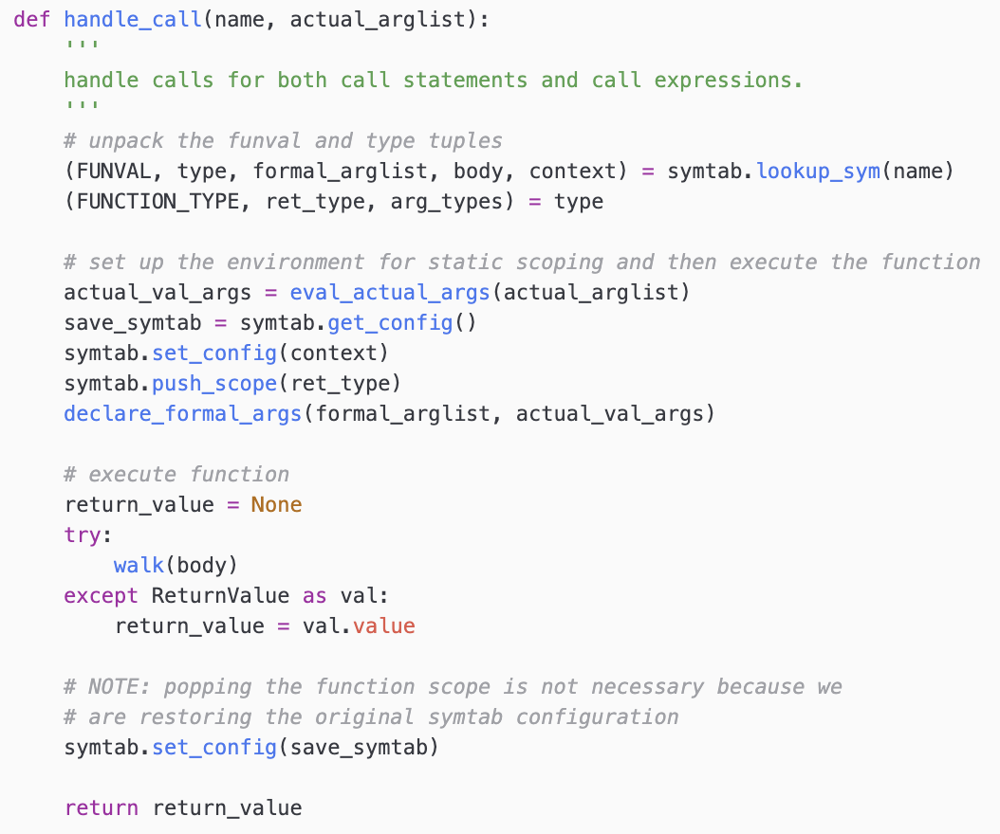 def handle_call(name, actual_arglist):
    '''
    handle calls for both call statements and call expressions.
    '''
    # unpack the funval and type tuples
    (FUNVAL, type, formal_arglist, body, context) = symtab.lookup_sym(name)
    (FUNCTION_TYPE, ret_type, arg_types) = type

    # set up the environment for static scoping and then execute the function
    actual_val_args = eval_actual_args(actual_arglist)
    save_symtab = symtab.get_config()
    symtab.set_config(context)
    symtab.push_scope(ret_type)
    declare_formal_args(formal_arglist, actual_val_args)

    # execute function
    return_value = None
    try:
        walk(body)
    except ReturnValue as val:
        return_value = val.value

    # NOTE: popping the function scope is not necessary because we
    # are restoring the original symtab configuration
    symtab.set_config(save_symtab)

    return return_value